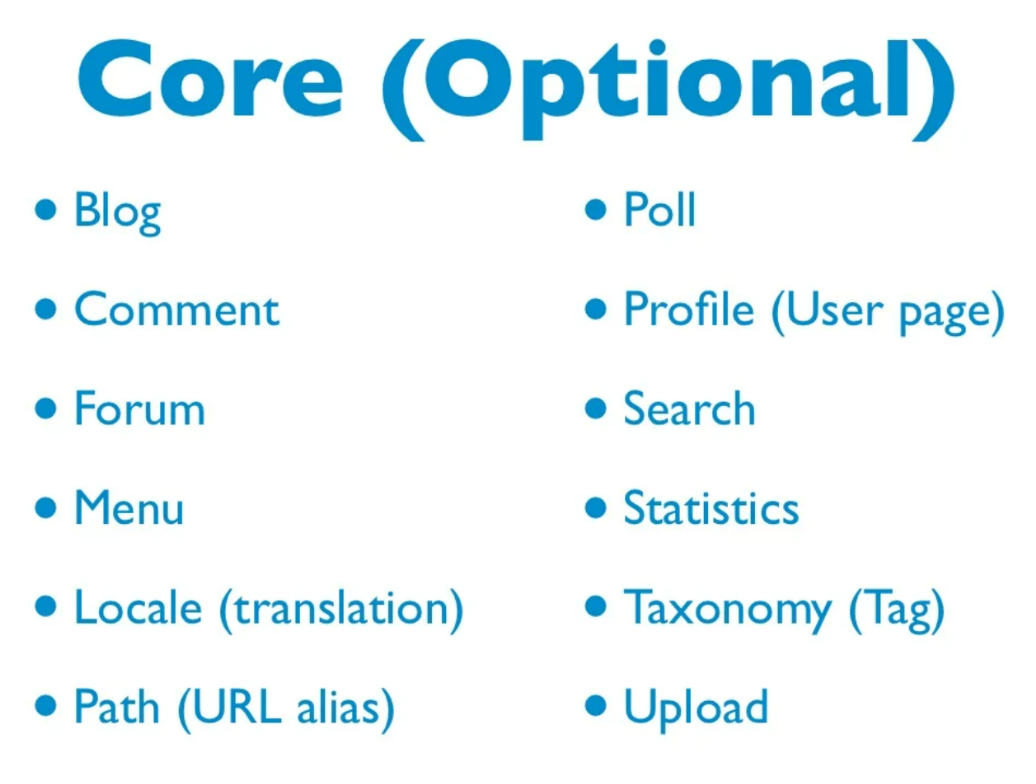 Core (Optional)
• Blog
• Comment
• Forum
• Menu
• Locale (translation)
• Path (URL alias)
• Poll
• Profile (User page)
• Search
• Statistics
• Taxonomy (Tag)
• Upload